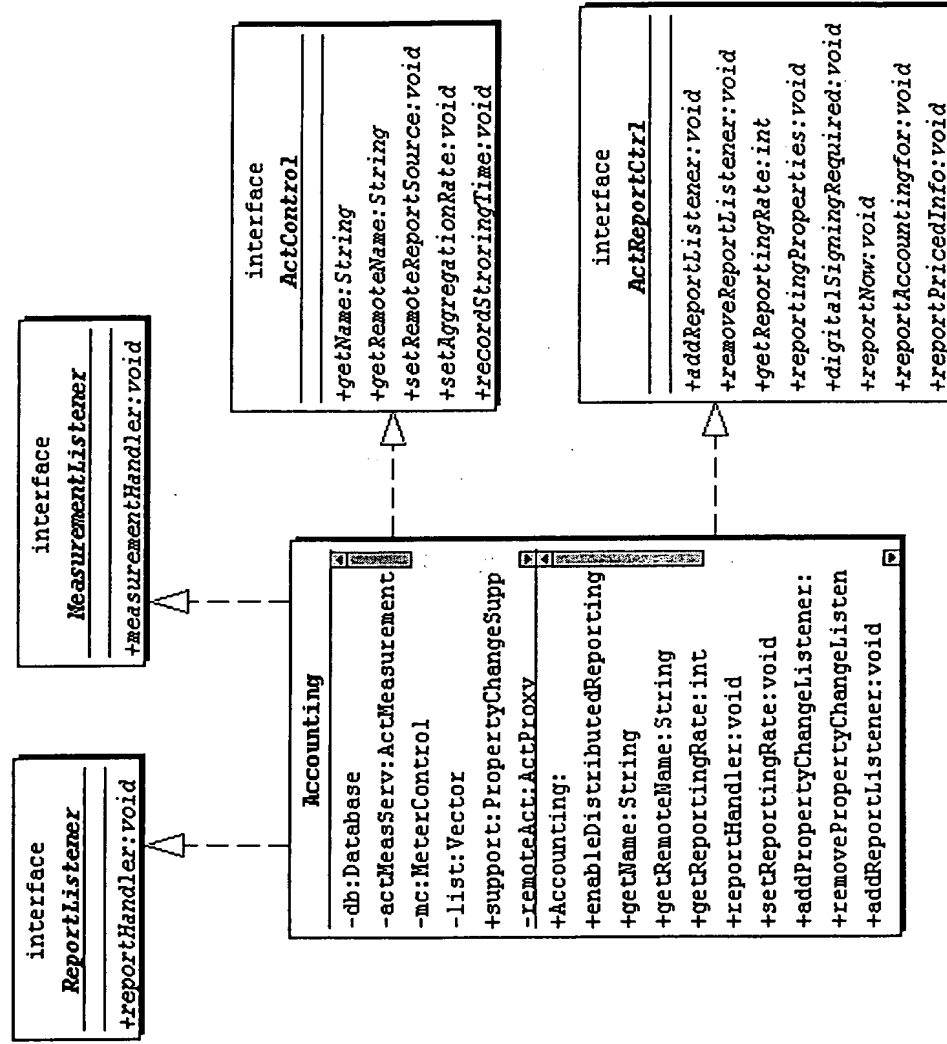 interface
ReportListener
+reportHandler:void
interface
MeasurementListener
+measurementHandler:void
Accounting
-db:Database
-actMeasServ:ActMeasurement
-mc:MeterControl
-list:Vector
+support:PropertyChangeSupp
-remoteAct:ActProxy
+Accounting:
+enableDistributedReporting
+getName:String
+getRemoteName:String
+getReportingRate:int
+reportHandler:void
+setReportingRate:void
+addPropertyChangeListener:
+removePropertyChangeListen
+addReportListener:void
interface
ActControl
+getName:String
+getRemoteName:String
+setRemoteReportSource:void
+setAggregationRate:void
+recordStroringTime:void
interface
ActReportCtrl
+addReportListener:void
+removeReportListener:void
+getReportingRate:int
+reportingProperties:void
+digitalSigningRequired:void
+reportNow:void
+reportAccountingfor:void
+reportPricedInfo:void